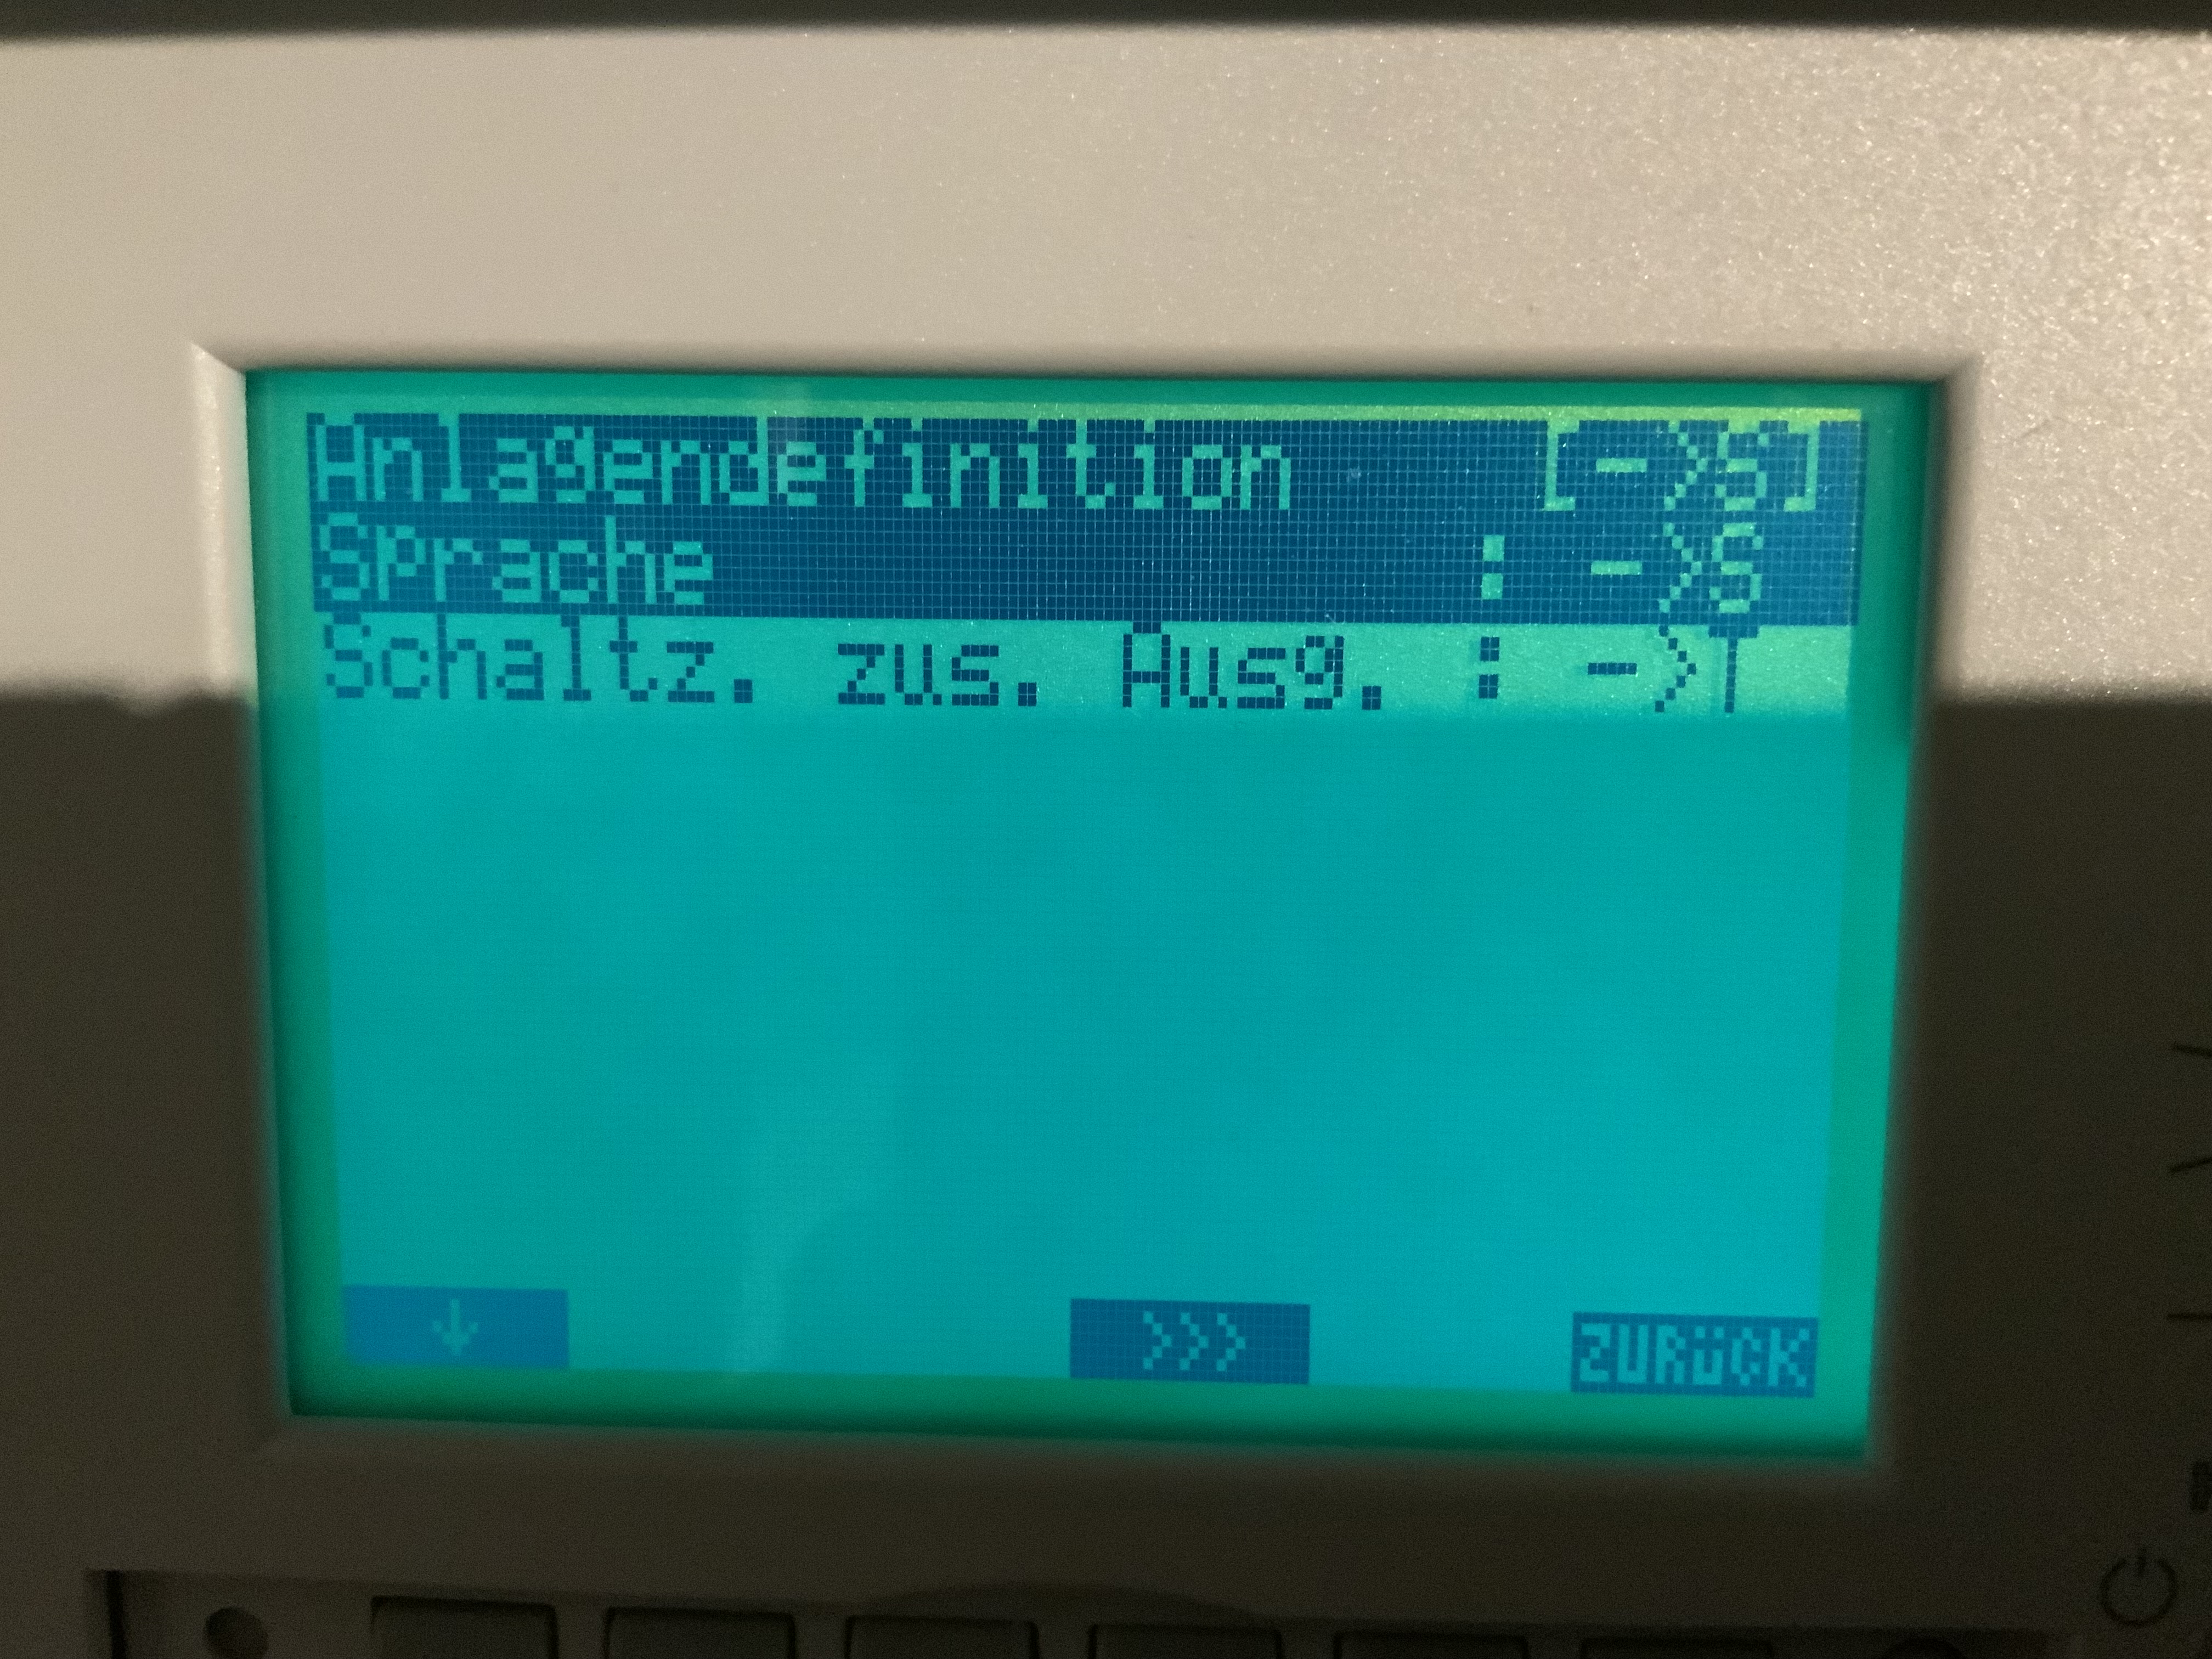 Anlagendefinition [->S]
Sprache : ->S
Schaltz. zus. Ausg. : ->T
↓ >>> ZURüCK